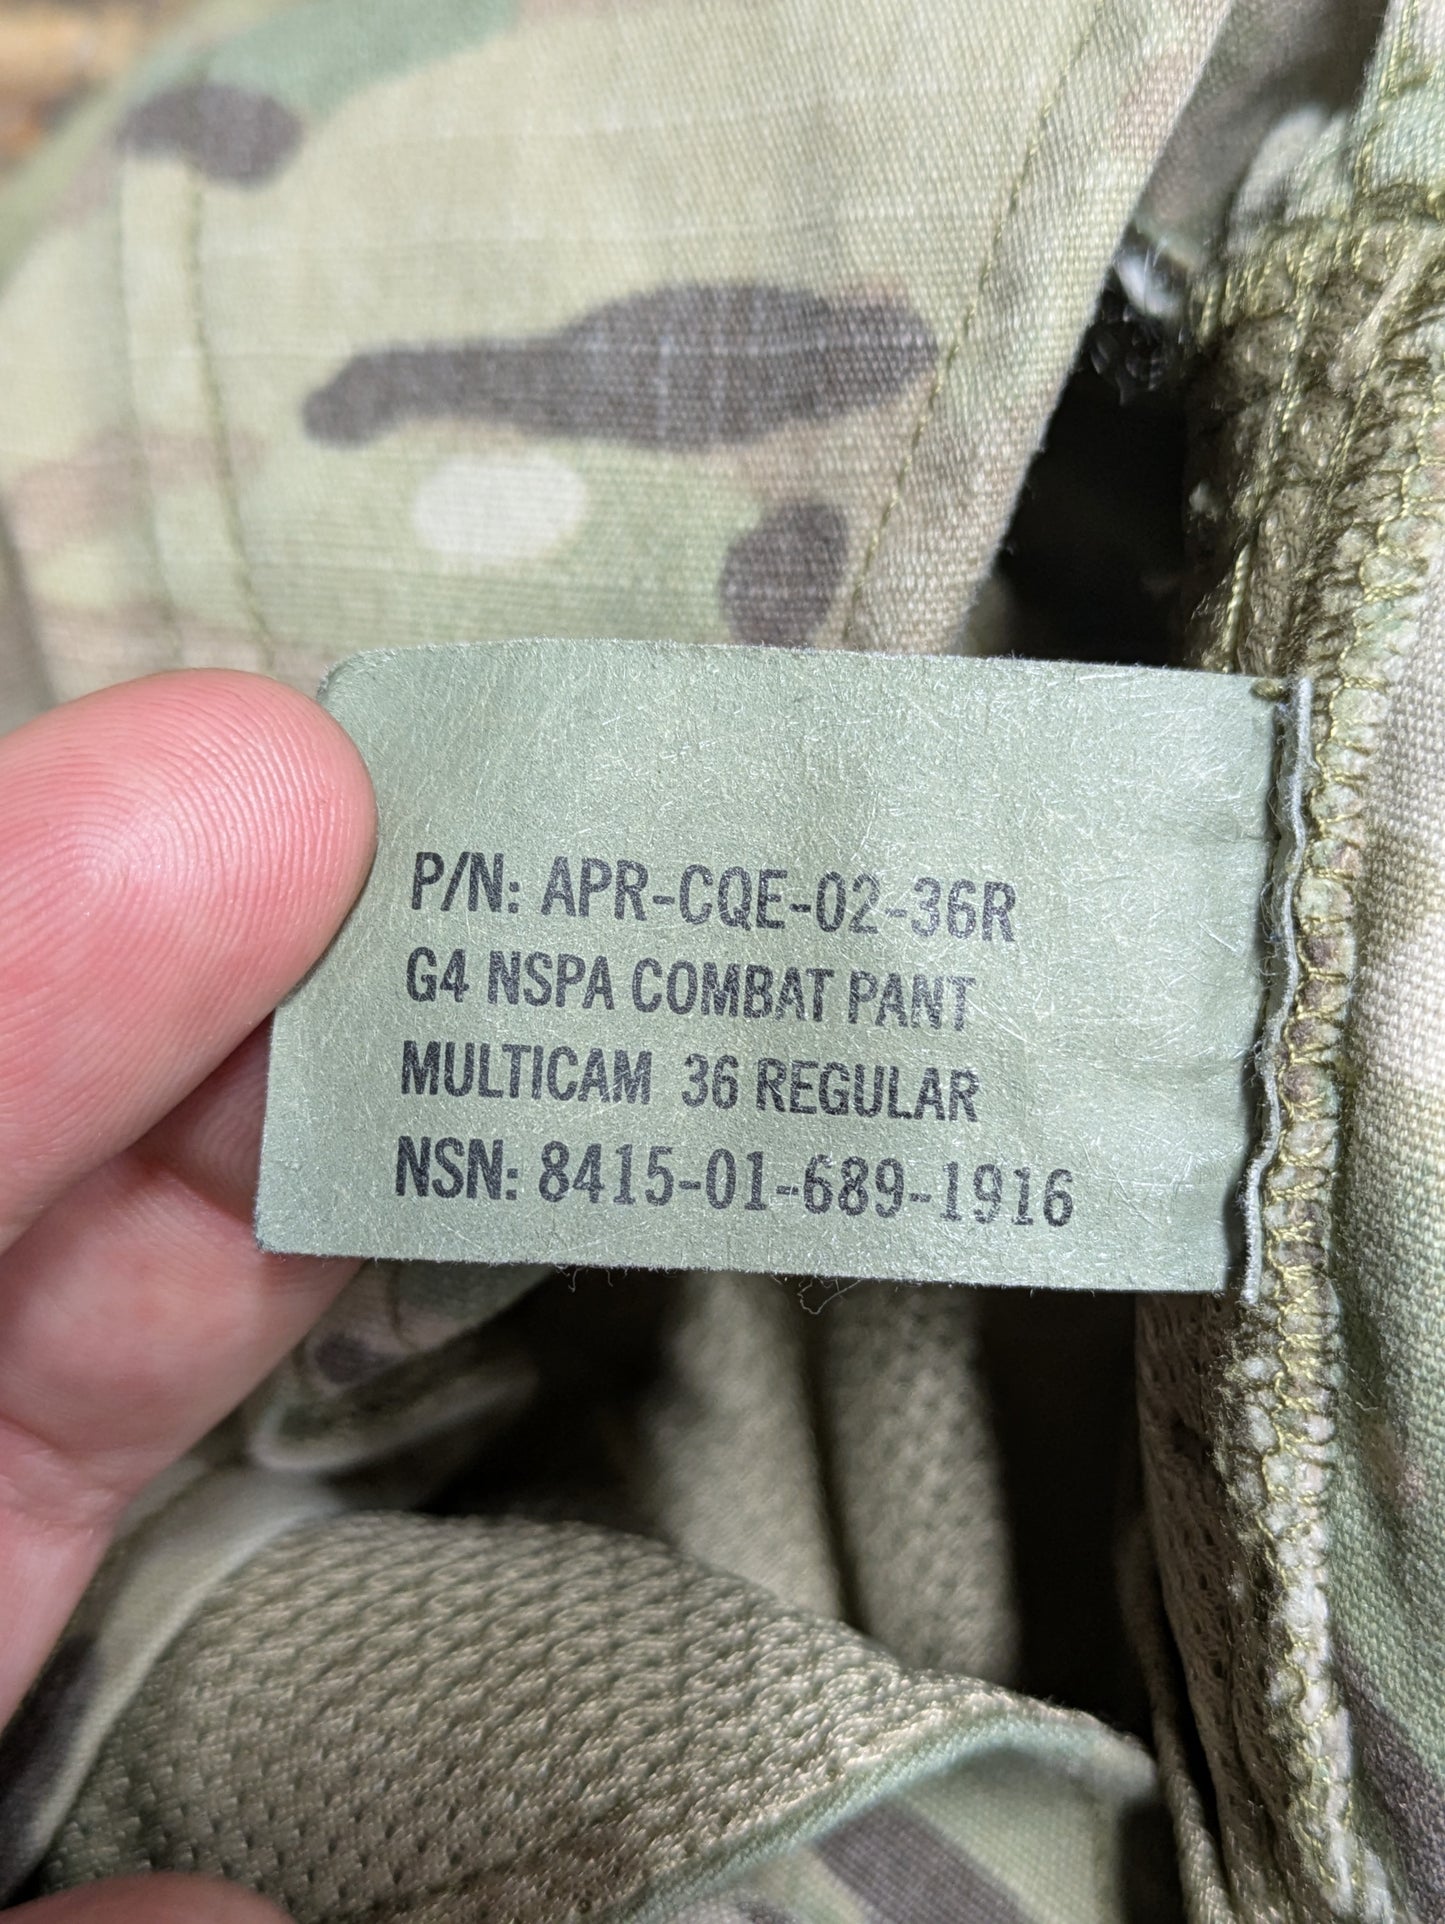 P/N: APR-CQE-02-36R
G4 NSPA COMBAT PANT
MULTICAM 36 REGULAR
NSN: 8415-01-689-1916